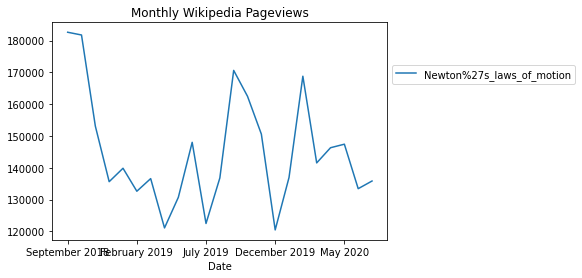 Monthly Wikipedia Pageviews
180000
170000
160000
150000
140000
130000
120000
September 2018 February 2019 July 2019 December 2019 May 2020
Date
Newton%27s_laws_of_motion